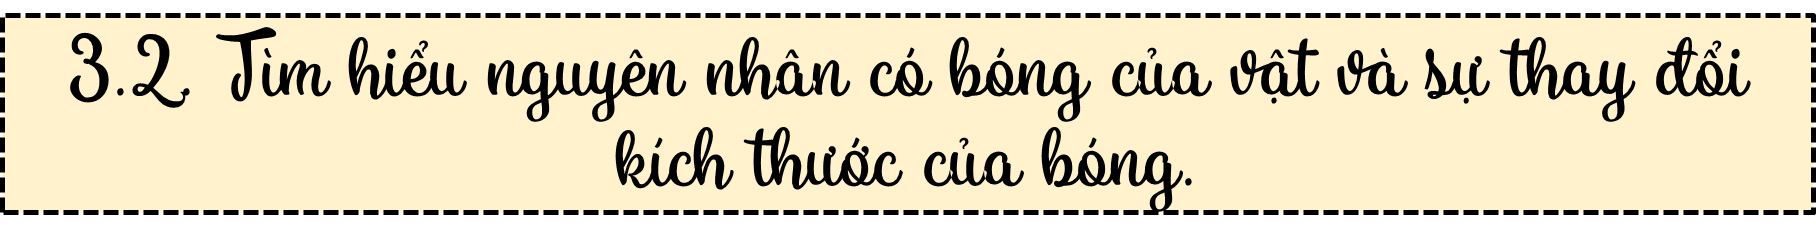 3.2. Tìm hiểu nguyên nhân có bóng của vật và sự thay đổi
kích thước của bóng.